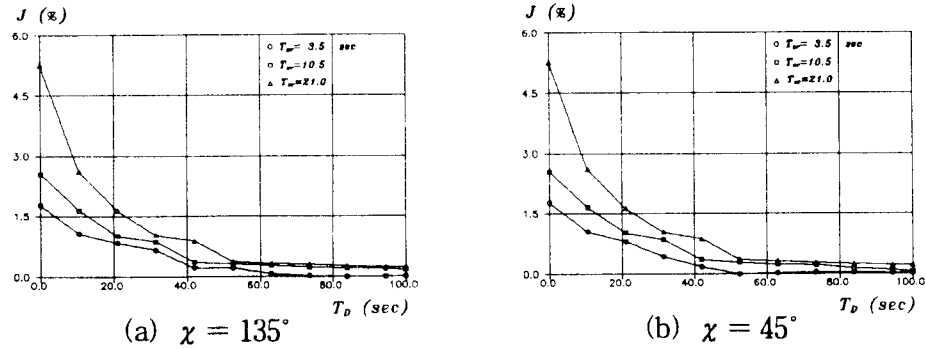 J (%)
6.0
4.5
3.0
1.5
0.0
0.0 20.0 40.0 60.0 80.0 100.0
T_D (sec)
○ T_w= 3.5 sec
□ T_w=10.5
△ T_w=21.0
(a) χ = 135°
J (%)
6.0
4.5
3.0
1.5
0.0
0.0 20.0 40.0 60.0 80.0 100.0
T_D (sec)
○ T_w= 3.5 sec
□ T_w=10.5
△ T_w=21.0
(b) χ = 45°